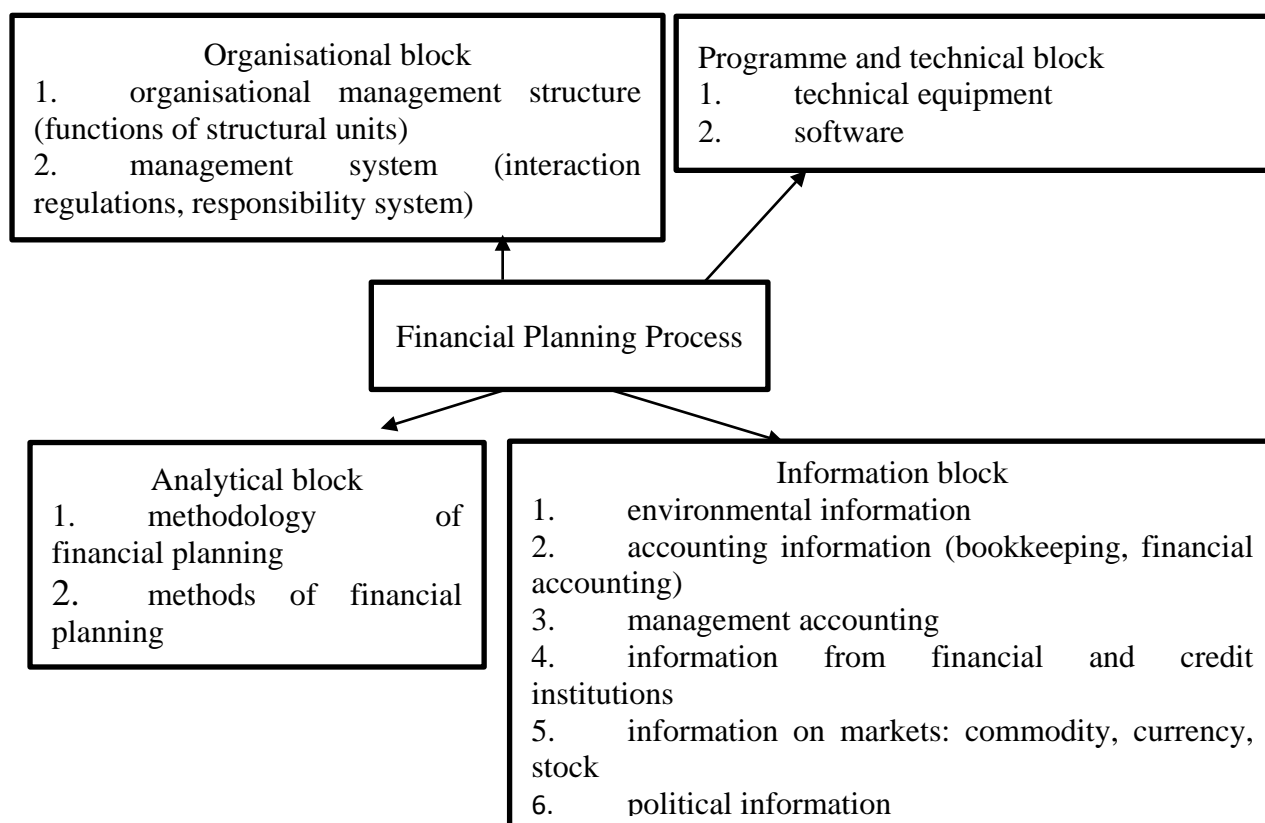 Organisational block
1. organisational management structure
(functions of structural units)
2. management system (interaction
regulations, responsibility system)
Programme and technical block
1. technical equipment
2. software
Financial Planning Process
Analytical block
1. methodology of
financial planning
2. methods of financial
planning
Information block
1. environmental information
2. accounting information (bookkeeping, financial
accounting)
3. management accounting
4. information from financial and credit
institutions
5. information on markets: commodity, currency,
stock
6. political information